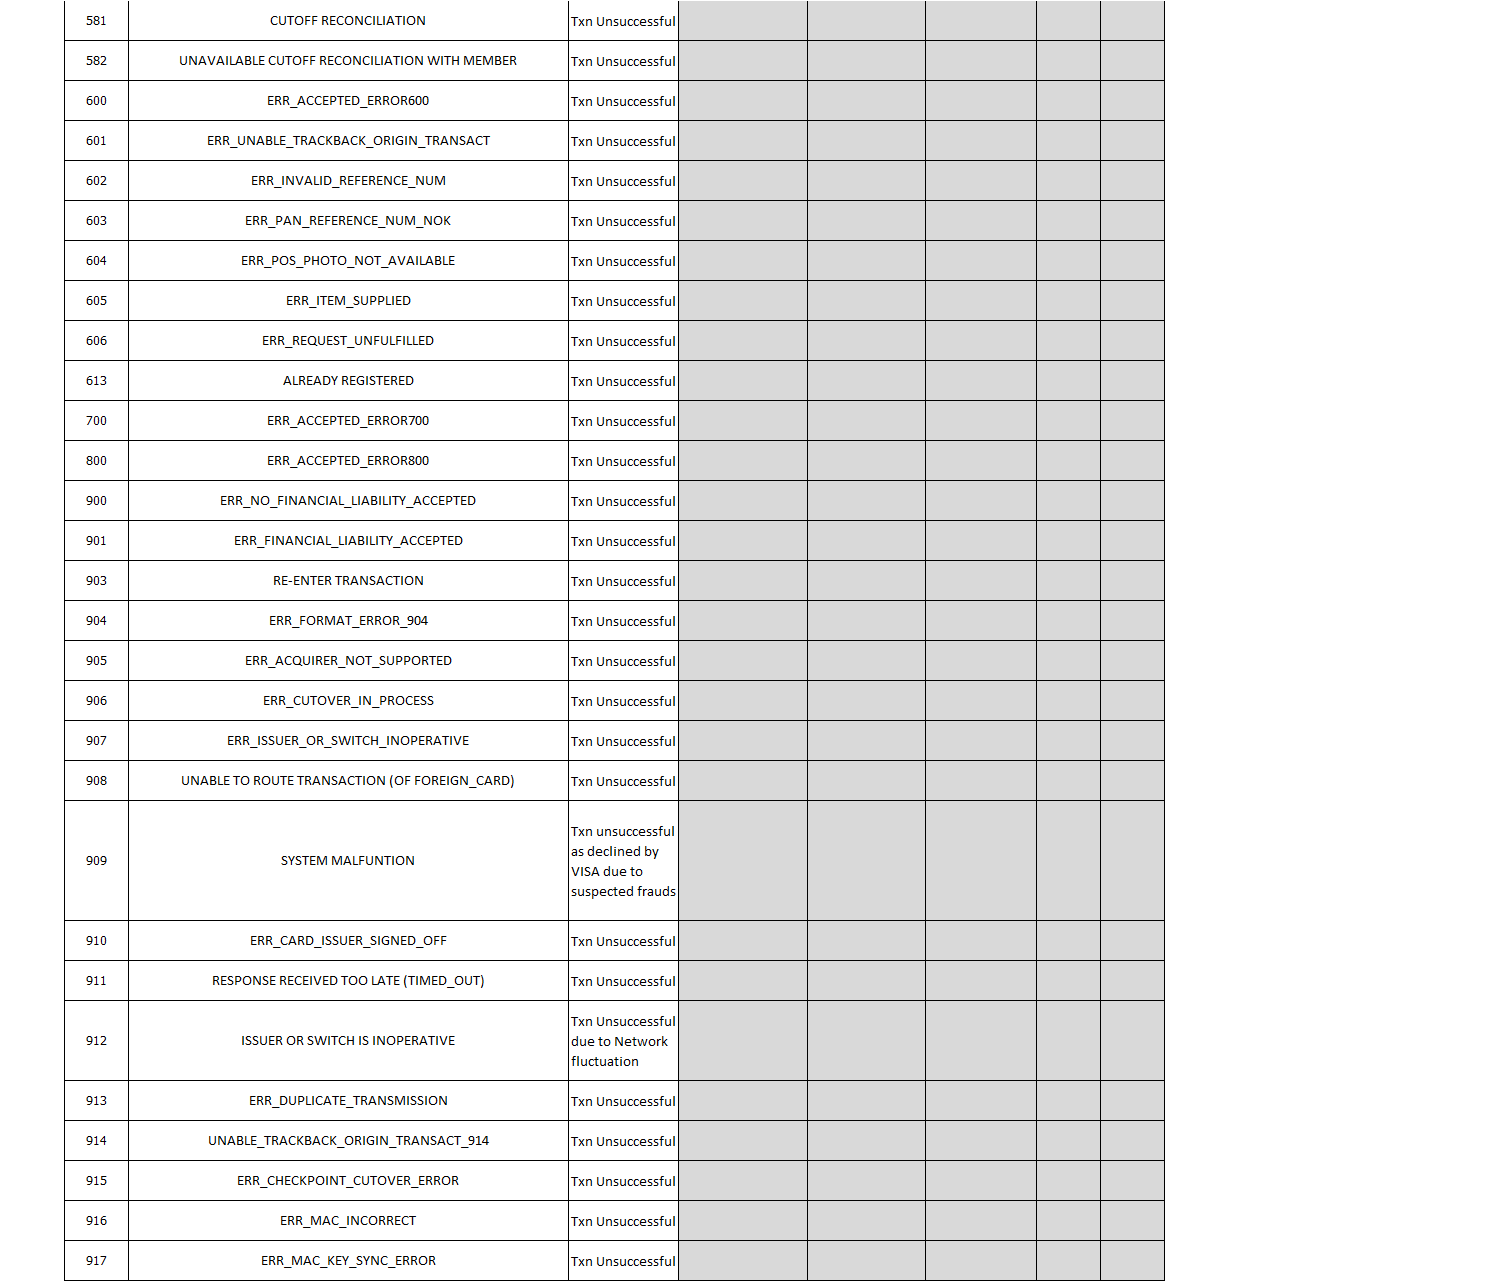 581 CUTOFF RECONCILIATION Txn Unsuccessful
582 UNAVAILABLE CUTOFF RECONCILIATION WITH MEMBER Txn Unsuccessful
600 ERR_ACCEPTED_ERROR600 Txn Unsuccessful
601 ERR_UNABLE_TRACKBACK_ORIGIN_TRANSACT Txn Unsuccessful
602 ERR_INVALID_REFERENCE_NUM Txn Unsuccessful
603 ERR_PAN_REFERENCE_NUM_NOK Txn Unsuccessful
604 ERR_POS_PHOTO_NOT_AVAILABLE Txn Unsuccessful
605 ERR_ITEM_SUPPLIED Txn Unsuccessful
606 ERR_REQUEST_UNFULFILLED Txn Unsuccessful
613 ALREADY REGISTERED Txn Unsuccessful
700 ERR_ACCEPTED_ERROR700 Txn Unsuccessful
800 ERR_ACCEPTED_ERROR800 Txn Unsuccessful
900 ERR_NO_FINANCIAL_LIABILITY_ACCEPTED Txn Unsuccessful
901 ERR_FINANCIAL_LIABILITY_ACCEPTED Txn Unsuccessful
903 RE-ENTER TRANSACTION Txn Unsuccessful
904 ERR_FORMAT_ERROR_904 Txn Unsuccessful
905 ERR_ACQUIRER_NOT_SUPPORTED Txn Unsuccessful
906 ERR_CUTOVER_IN_PROCESS Txn Unsuccessful
907 ERR_ISSUER_OR_SWITCH_INOPERATIVE Txn Unsuccessful
908 UNABLE TO ROUTE TRANSACTION (OF FOREIGN_CARD) Txn Unsuccessful
909 SYSTEM MALFUNTION Txn unsuccessful
as declined by
VISA due to
suspected frauds
910 ERR_CARD_ISSUER_SIGNED_OFF Txn Unsuccessful
911 RESPONSE RECEIVED TOO LATE (TIMED_OUT) Txn Unsuccessful
912 ISSUER OR SWITCH IS INOPERATIVE Txn Unsuccessful
due to Network
fluctuation
913 ERR_DUPLICATE_TRANSMISSION Txn Unsuccessful
914 UNABLE_TRACKBACK_ORIGIN_TRANSACT_914 Txn Unsuccessful
915 ERR_CHECKPOINT_CUTOVER_ERROR Txn Unsuccessful
916 ERR_MAC_INCORRECT Txn Unsuccessful
917 ERR_MAC_KEY_SYNC_ERROR Txn Unsuccessful